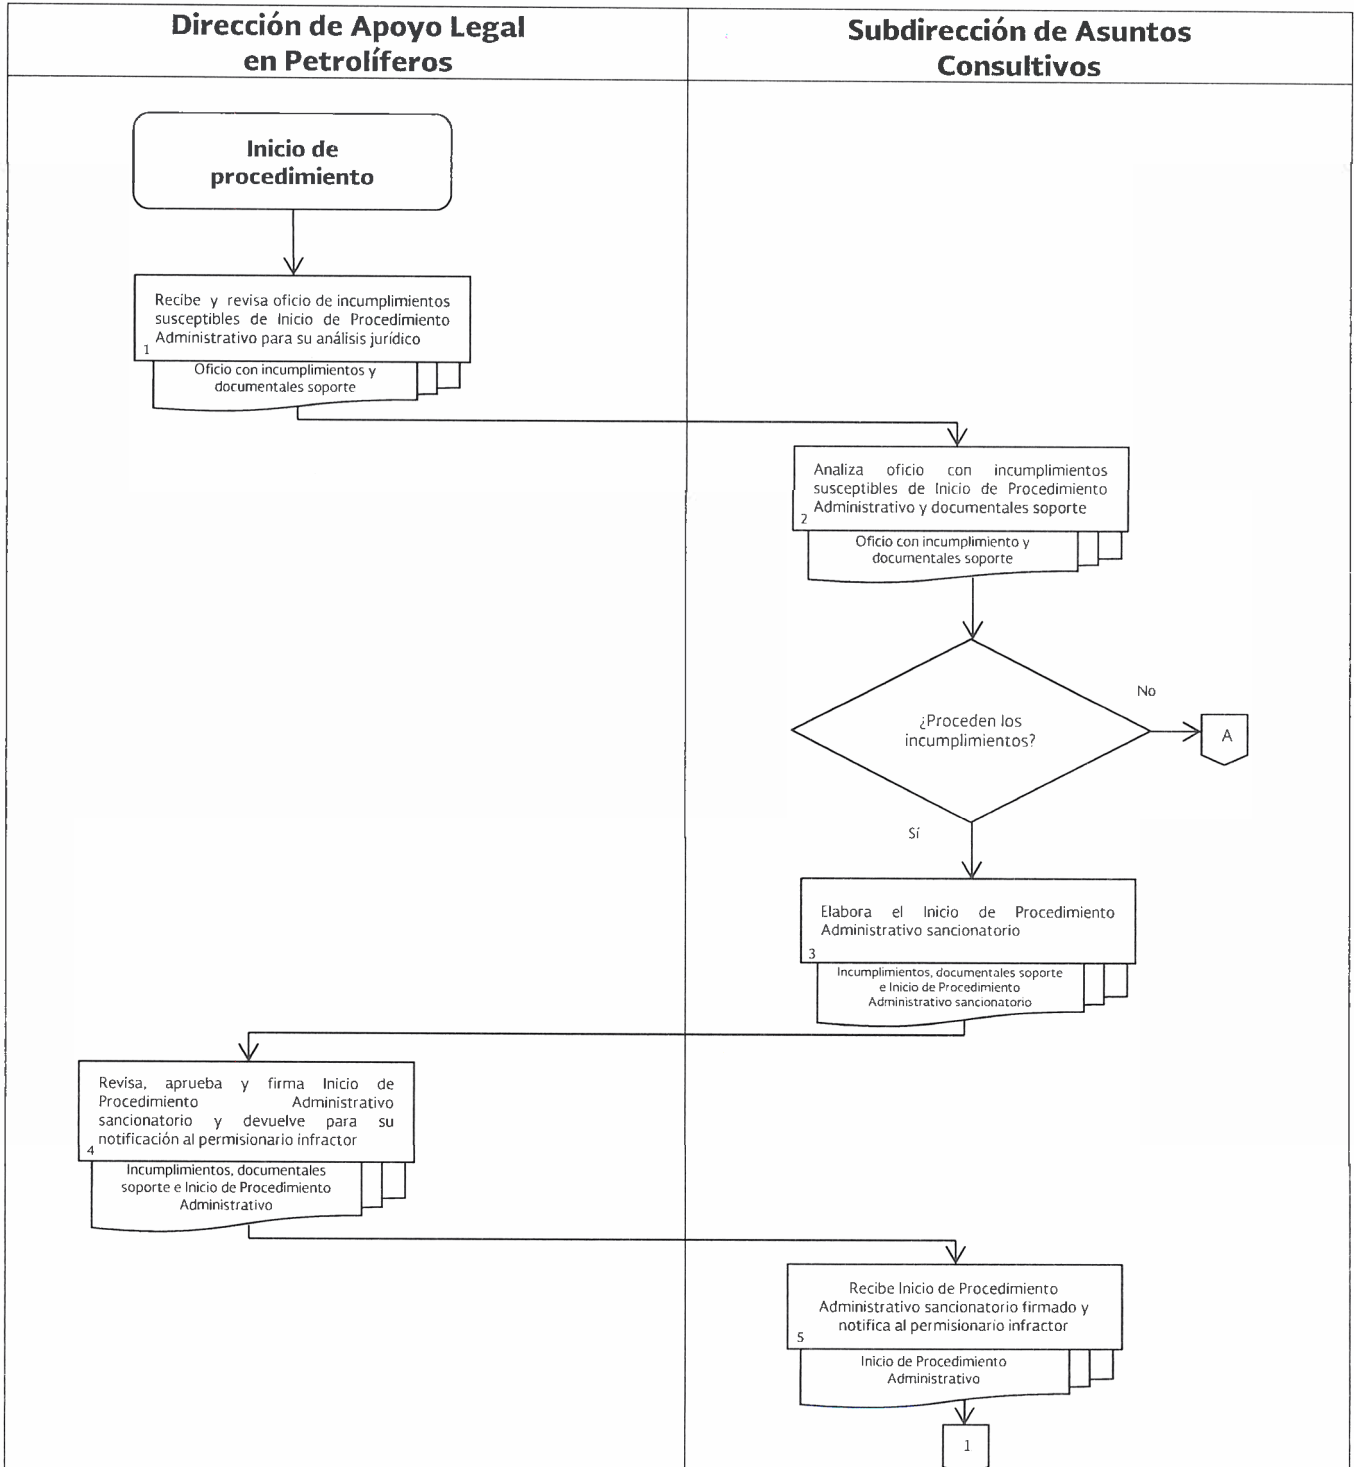 Dirección de Apoyo Legal
en Petrolíferos
Subdirección de Asuntos
Consultivos
Inicio de
procedimiento
Recibe y revisa oficio de incumplimientos
susceptibles de Inicio de Procedimiento
Administrativo para su análisis jurídico
1
Oficio con incumplimientos y
documentales soporte
Analiza oficio con incumplimientos
susceptibles de Inicio de Procedimiento
Administrativo y documentales soporte
2
Oficio con incumplimiento y
documentales soporte
¿Proceden los
incumplimientos?
No
A
Sí
Elabora el Inicio de Procedimiento
Administrativo sancionatorio
3
Incumplimientos, documentales soporte
e Inicio de Procedimiento
Administrativo sancionatorio
Revisa, aprueba y firma Inicio de
Procedimiento Administrativo
sancionatorio y devuelve para su
notificación al permisionario infractor
4
Incumplimientos, documentales
soporte e Inicio de Procedimiento
Administrativo
Recibe Inicio de Procedimiento
Administrativo sancionatorio firmado y
notifica al permisionario infractor
5
Inicio de Procedimiento
Administrativo
1